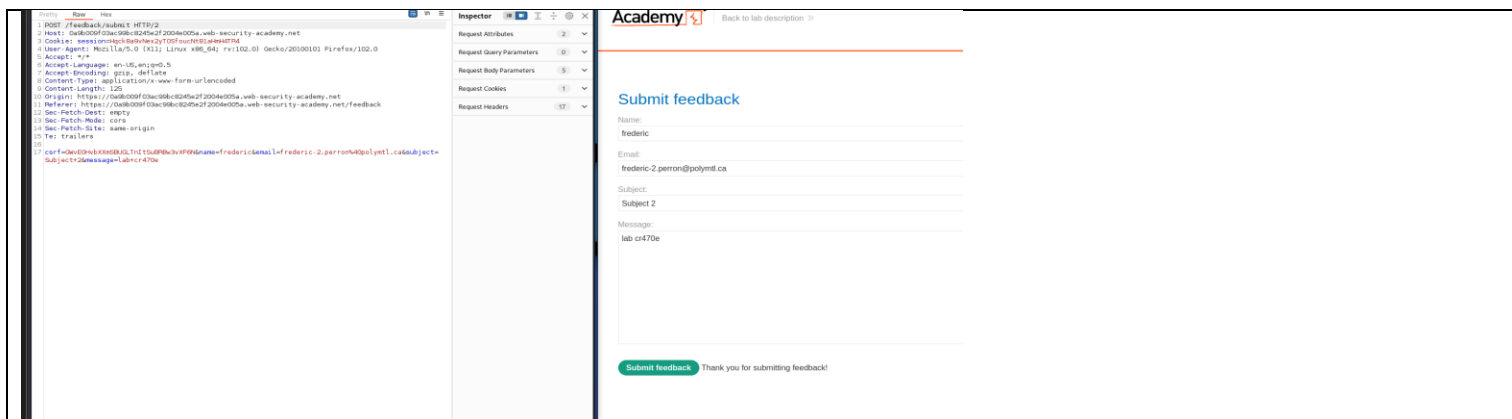 Pretty Raw Hex
1 POST /feedback/submit HTTP/2
2 Host: 0a9b009f03ac99bc8245e2f2004e005a.web-security-academy.net
3 Cookie:
4 User-Agent: Mozilla/5.0 (X11; Linux x86_64; rv:102.0) Gecko/20100101 Firefox/102.0
5 Accept: */*
6 Accept-Language: en-US,en;q=0.5
7 Accept-Encoding: gzip, deflate
8 Content-Type: application/x-www-form-urlencoded
9 Content-Length: 125
10 Origin: https://0a9b009f03ac99bc8245e2f2004e005a.web-security-academy.net
11 Referer: https://0a9b009f03ac99bc8245e2f2004e005a.web-security-academy.net/feedback
12 Sec-Fetch-Dest: empty
13 Sec-Fetch-Mode: cors
14 Sec-Fetch-Site: same-origin
15 Te: trailers
16
17
Subject+2&message=lab+cr470e
Inspector
Request Attributes 2
Request Query Parameters 0
Request Body Parameters 5
Request Cookies 1
Request Headers 17
Academy
Back to lab description
Submit feedback
Name:
frederic
Email:
frederic-2.perron@polymtl.ca
Subject:
Subject 2
Message:
lab cr470e
Submit feedback Thank you for submitting feedback!